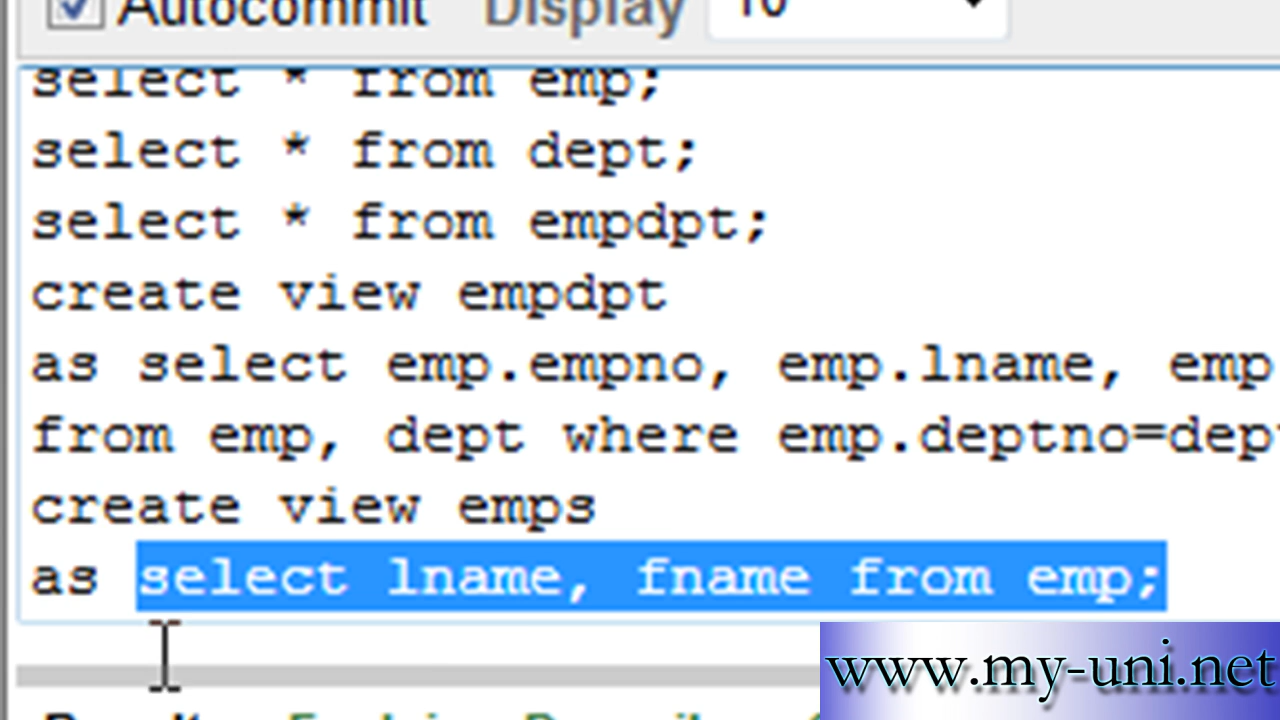 Autocommit Display 10
select * from emp;
select * from dept;
select * from empdpt;
create view empdpt
as select emp.empno, emp.lname, emp
from emp, dept where emp.deptno=dept
create view emps
as select lname, fname from emp;
www.my-uni.net